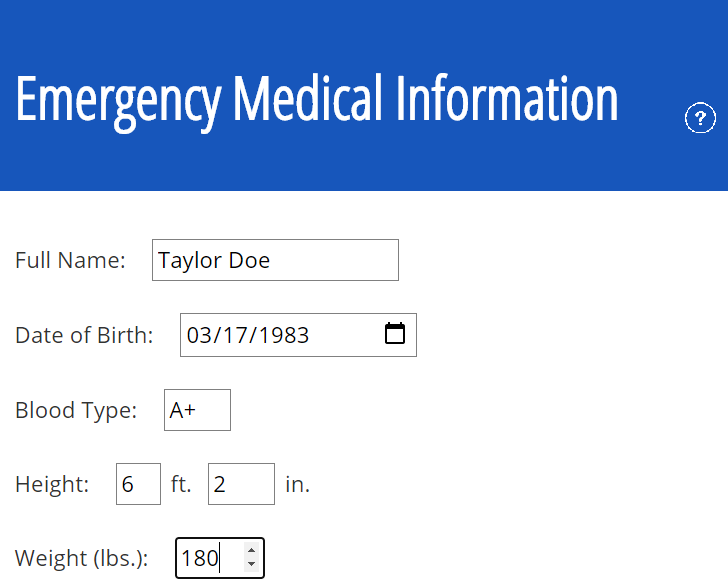 Emergency Medical Information
?
Full Name: Taylor Doe
Date of Birth: 03/17/1983
Blood Type: A+
Height: 6 ft. 2 in.
Weight (lbs.): 180